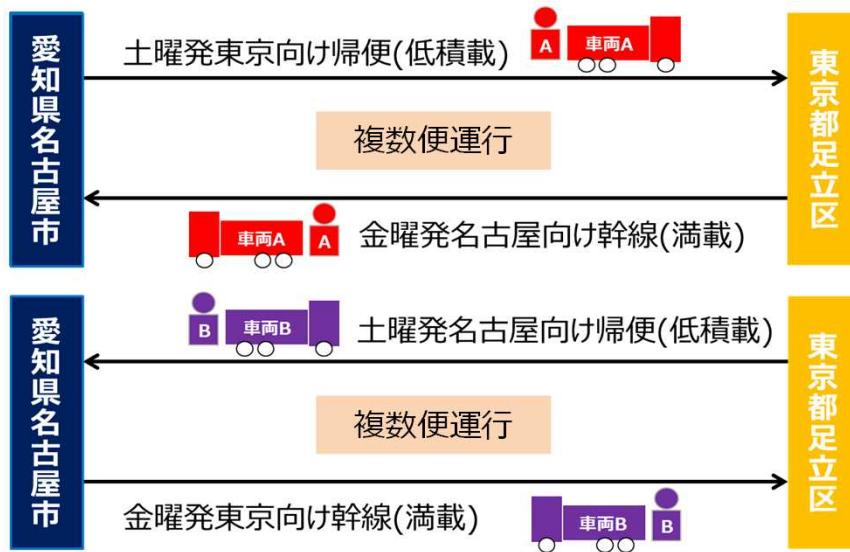 愛知県名古屋市
土曜発東京向け帰便(低積載)
A
車両A
東京都足立区
複数便運行
車両A
A
金曜発名古屋向け幹線(満載)
愛知県名古屋市
B
車両B
土曜発名古屋向け帰便(低積載)
東京都足立区
複数便運行
金曜発東京向け幹線(満載)
車両B
B